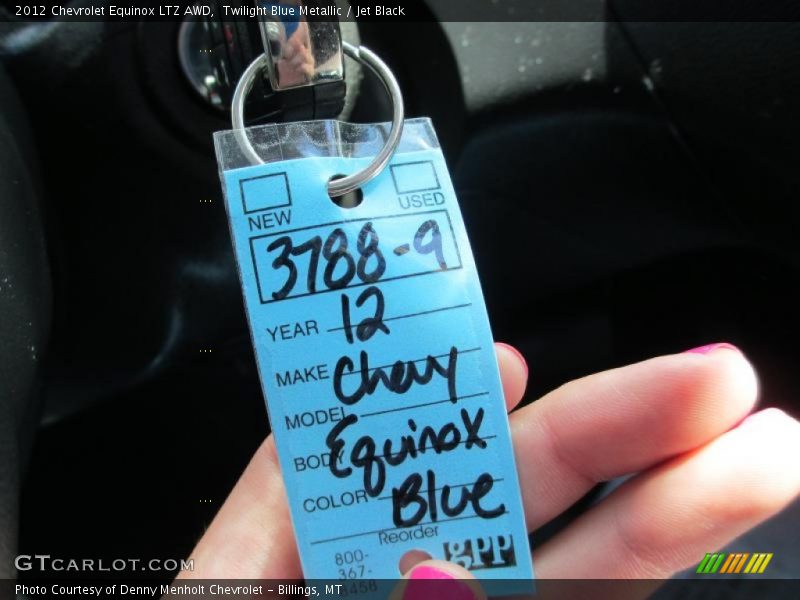 2012 Chevrolet Equinox LTZ AWD, Twilight Blue Metallic / Jet Black
NEW USED
3788-9
YEAR 12
MAKE Chevy
MODEL
BODY Equinox
COLOR Blue
Reorder
800-
367- gpp
GTCARLOT.COM
Photo Courtesy of Denny Menholt Chevrolet - Billings, MT